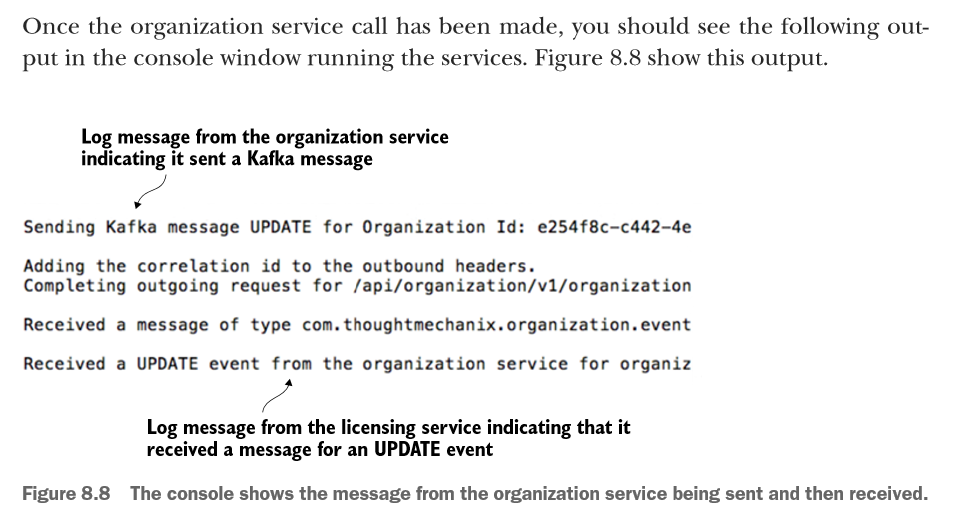 Once the organization service call has been made, you should see the following out-
put in the console window running the services. Figure 8.8 show this output.
Log message from the organization service
indicating it sent a Kafka message
Sending Kafka message UPDATE for Organization Id: e254f8c-c442-4e
Adding the correlation id to the outbound headers.
Completing outgoing request for /api/organization/v1/organization
Received a message of type com.thoughtmechanix.organization.event
Received a UPDATE event from the organization service for organiz
Log message from the licensing service indicating that it
received a message for an UPDATE event
Figure 8.8 The console shows the message from the organization service being sent and then received.